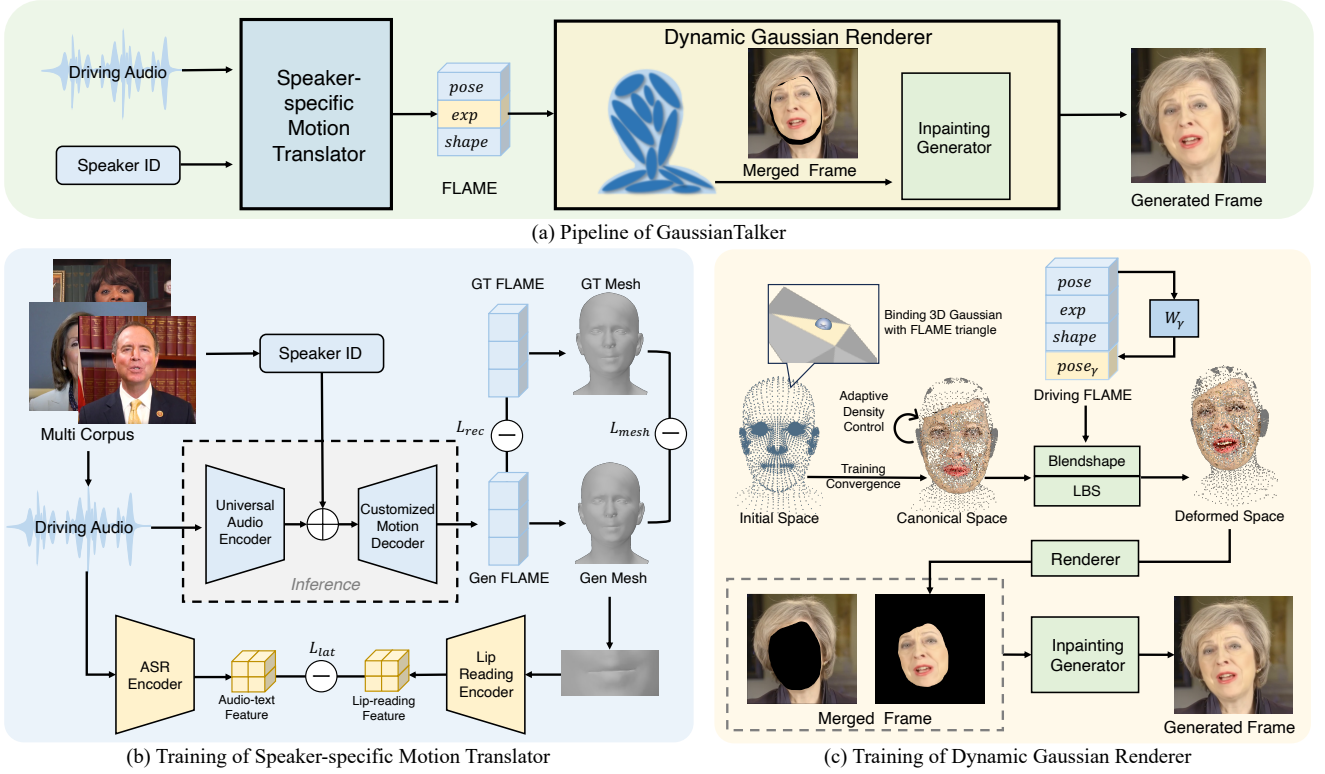 Driving Audio
Speaker ID
Speaker-
specific
Motion
Translator
pose
exp
shape
FLAME
Dynamic Gaussian Renderer
Merged Frame
Inpainting
Generator
Generated Frame
(a) Pipeline of GaussianTalker
Multi Corpus
Speaker ID
GT FLAME
GT Mesh
L_rec
L_mesh
Driving Audio
Universal
Audio
Encoder
Customized
Motion
Decoder
Inference
Gen FLAME
Gen Mesh
ASR
Encoder
Audio-text
Feature
L_lat
Lip-reading
Feature
Lip
Reading
Encoder
(b) Training of Speaker-specific Motion Translator
Binding 3D Gaussian
with FLAME triangle
pose
exp
shape
pose_γ
W_γ
Driving FLAME
Adaptive
Density
Control
Training
Convergence
Initial Space
Canonical Space
Blendshape
LBS
Deformed Space
Renderer
Merged Frame
Inpainting
Generator
Generated Frame
(c) Training of Dynamic Gaussian Renderer